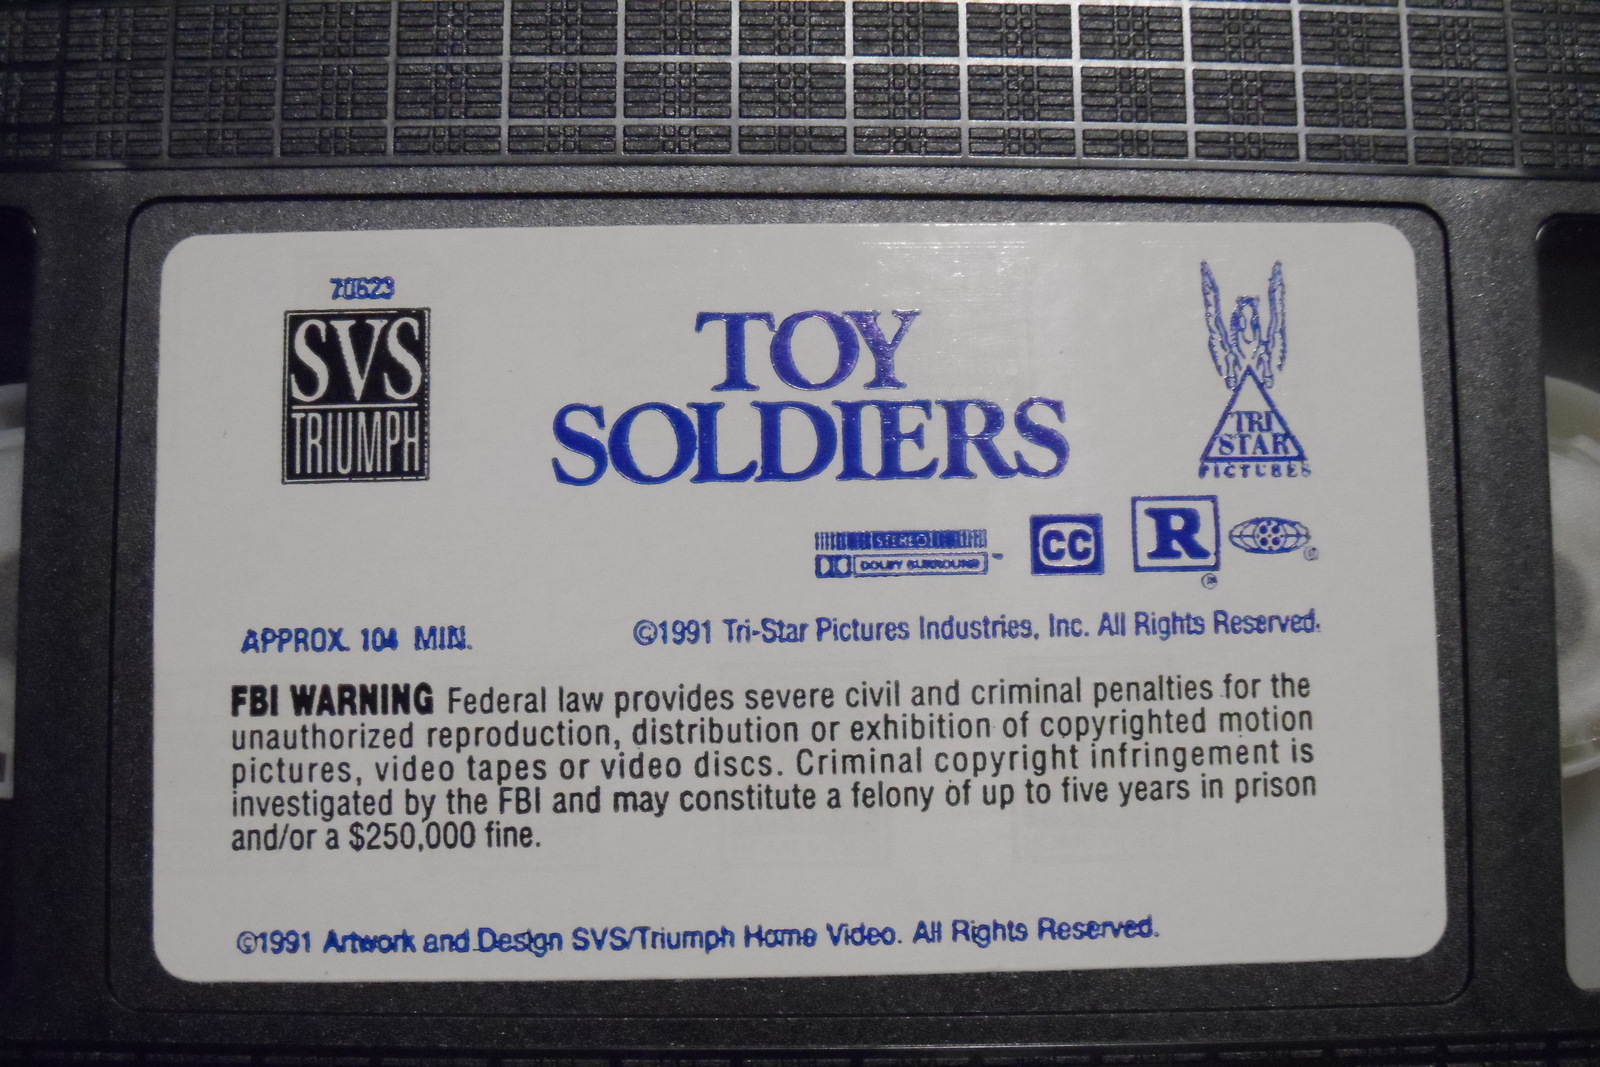 70623
SVS
TRIUMPH
TOY
SOLDIERS
TRI
STAR
PICTURES
STEREO
DOLBY SURROUND
CC
R
APPROX. 104 MIN.
©1991 Tri-Star Pictures Industries, Inc. All Rights Reserved.
FBI WARNING Federal law provides severe civil and criminal penalties for the
unauthorized reproduction, distribution or exhibition of copyrighted motion
pictures, video tapes or video discs. Criminal copyright infringement is
investigated by the FBI and may constitute a felony of up to five years in prison
and/or a $250,000 fine.
©1991 Artwork and Design SVS/Triumph Home Video. All Rights Reserved.